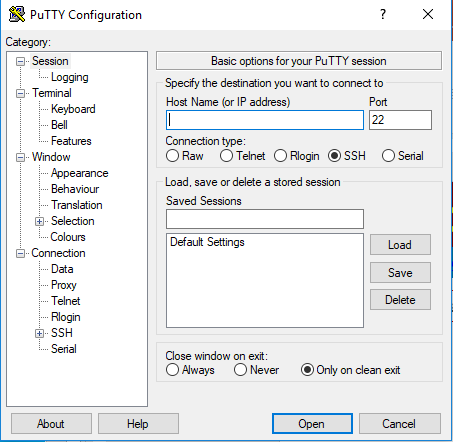 PuTTY Configuration
?
Category:
Session
Logging
Terminal
Keyboard
Bell
Features
Window
Appearance
Behaviour
Translation
Selection
Colours
Connection
Data
Proxy
Telnet
Rlogin
SSH
Serial
Basic options for your PuTTY session
Specify the destination you want to connect to
Host Name (or IP address) Port
22
Connection type:
Raw Telnet Rlogin SSH Serial
Load, save or delete a stored session
Saved Sessions
Default Settings
Load
Save
Delete
Close window on exit:
Always Never Only on clean exit
About Help Open Cancel